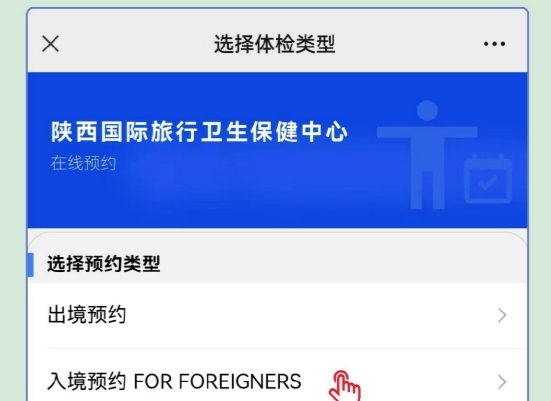 选择体检类型
陕西国际旅行卫生保健中心
在线预约
选择预约类型
出境预约
入境预约 FOR FOREIGNERS